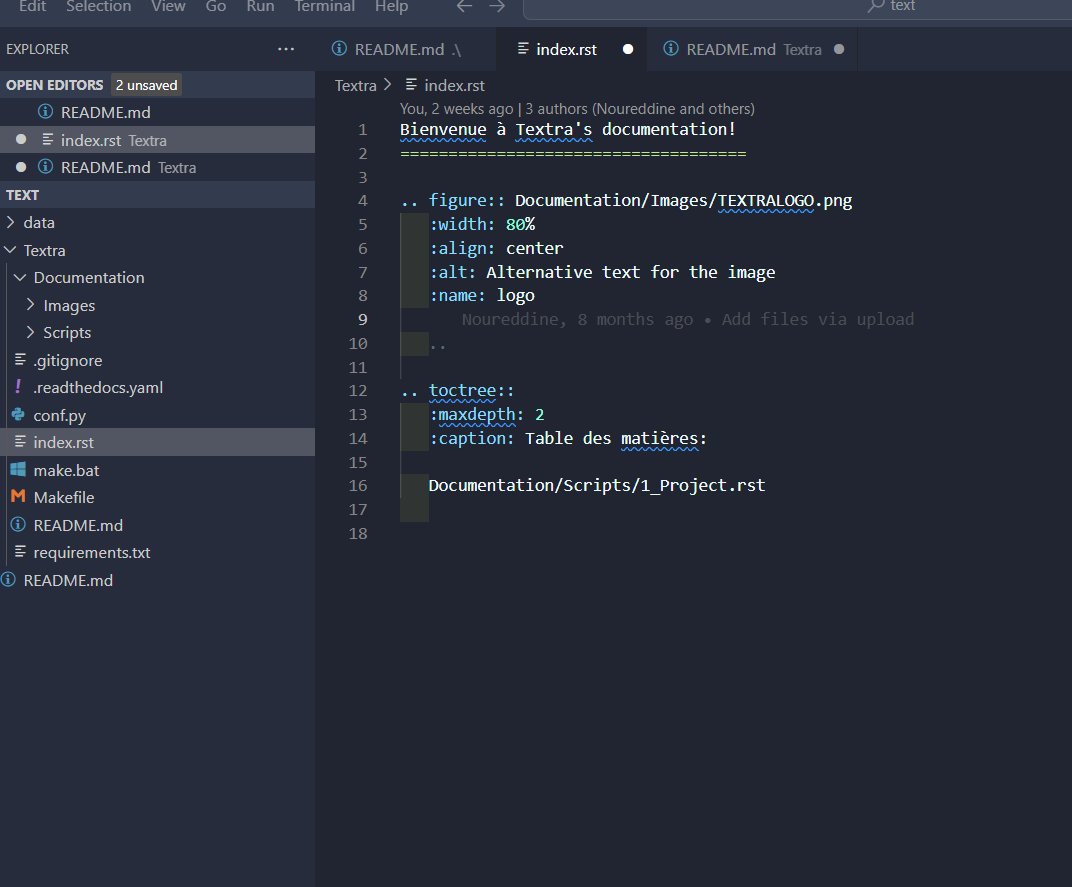 Edit Selection View Go Run Terminal Help ← → text
EXPLORER ···
README.md .\
index.rst ●
README.md Textra ●
OPEN EDITORS 2 unsaved
README.md
● index.rst Textra
● README.md Textra
TEXT
> data
Textra
Documentation
> Images
> Scripts
.gitignore
! .readthedocs.yaml
conf.py
index.rst
make.bat
M Makefile
README.md
requirements.txt
README.md
Textra > index.rst
You, 2 weeks ago | 3 authors (Noureddine and others)
1 Bienvenue à Textra's documentation!
2 ====================================
3
4 .. figure:: Documentation/Images/TEXTRALOGO.png
5 :width: 80%
6 :align: center
7 :alt: Alternative text for the image
8 :name: logo
9 Noureddine, 8 months ago • Add files via upload
10 ..
11
12 .. toctree::
13 :maxdepth: 2
14 :caption: Table des matières:
15
16 Documentation/Scripts/1_Project.rst
17
18